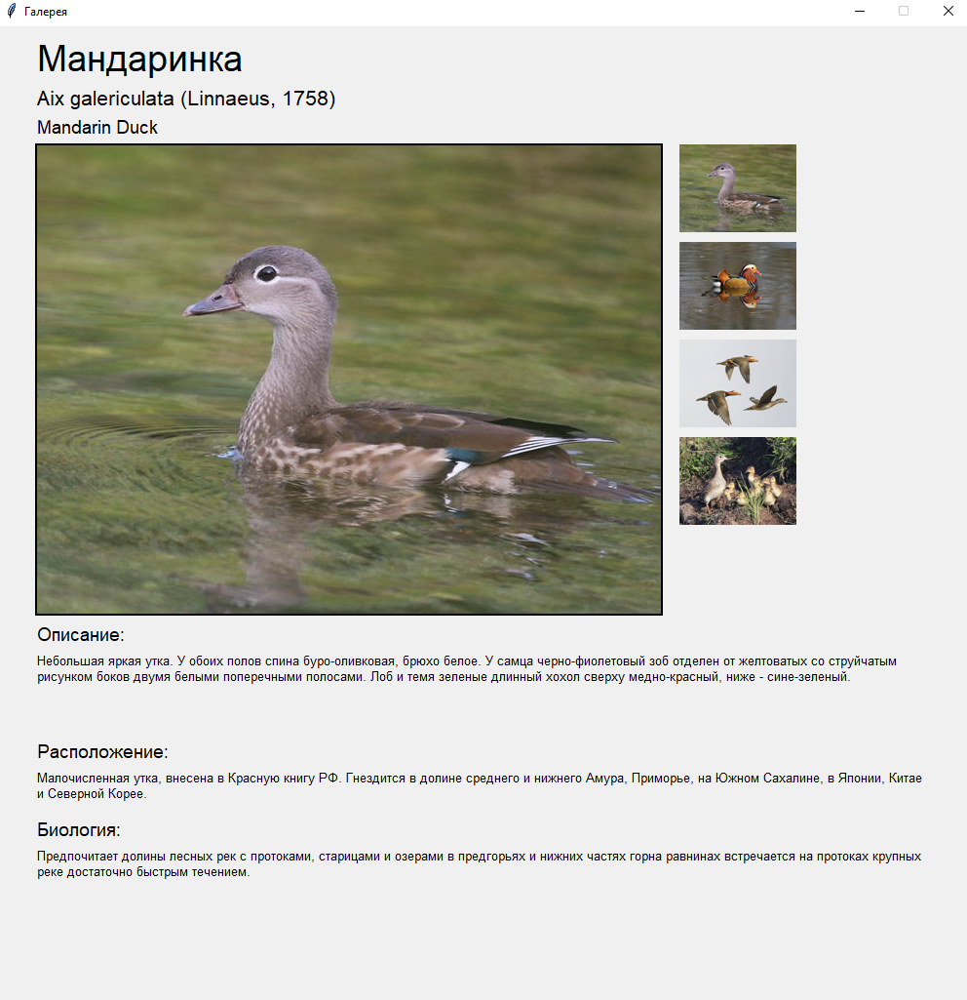 Галерея
Мандаринка
Aix galericulata (Linnaeus, 1758)
Mandarin Duck
Описание:
Небольшая яркая утка. У обоих полов спина буро-оливковая, брюхо белое. У самца черно-фиолетовый зоб отделен от желтоватых со струйчатым
рисунком боков двумя белыми поперечными полосами. Лоб и темя зеленые длинный хохол сверху медно-красный, ниже - сине-зеленый.
Расположение:
Малочисленная утка, внесена в Красную книгу РФ. Гнездится в долине среднего и нижнего Амура, Приморье, на Южном Сахалине, в Японии, Китае
и Северной Корее.
Биология:
Предпочитает долины лесных рек с протоками, старицами и озерами в предгорьях и нижних частях горна равнинах встречается на протоках крупных
реке достаточно быстрым течением.